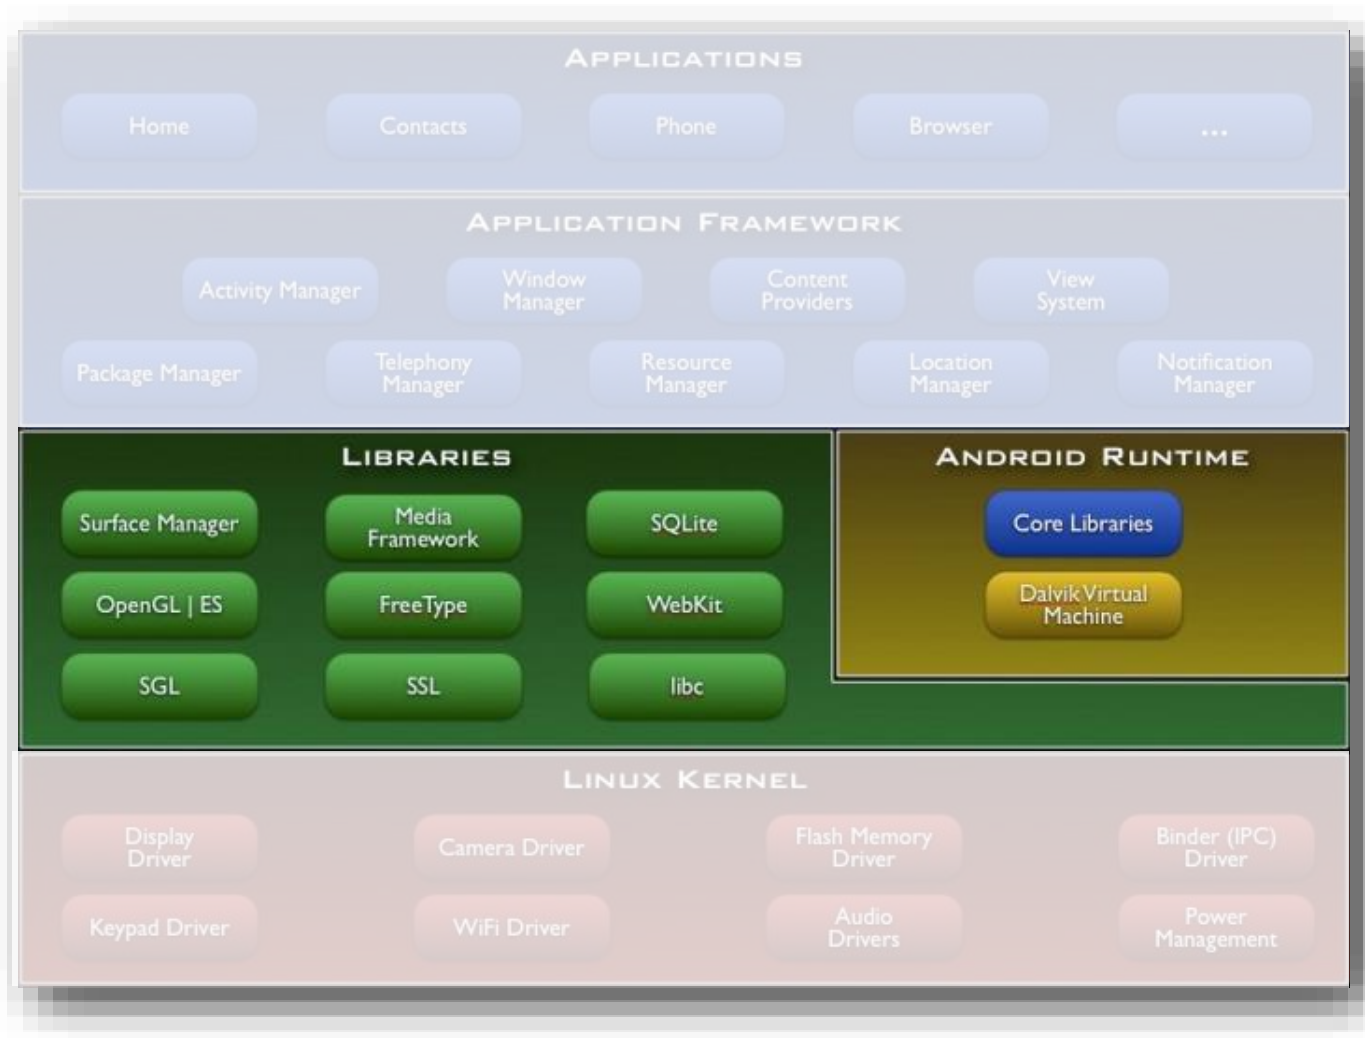 APPLICATIONS
Home
Contacts
Phone
Browser
...
APPLICATION FRAMEWORK
Activity Manager
Window
Manager
Content
Providers
View
System
Package Manager
Telephony
Manager
Resource
Manager
Location
Manager
Notification
Manager
LIBRARIES
Surface Manager
Media
Framework
SQLite
OpenGL | ES
FreeType
WebKit
SGL
SSL
libc
ANDROID RUNTIME
Core Libraries
Dalvik Virtual
Machine
LINUX KERNEL
Display
Driver
Camera Driver
Flash Memory
Driver
Binder (IPC)
Driver
Keypad Driver
WiFi Driver
Audio
Drivers
Power
Management